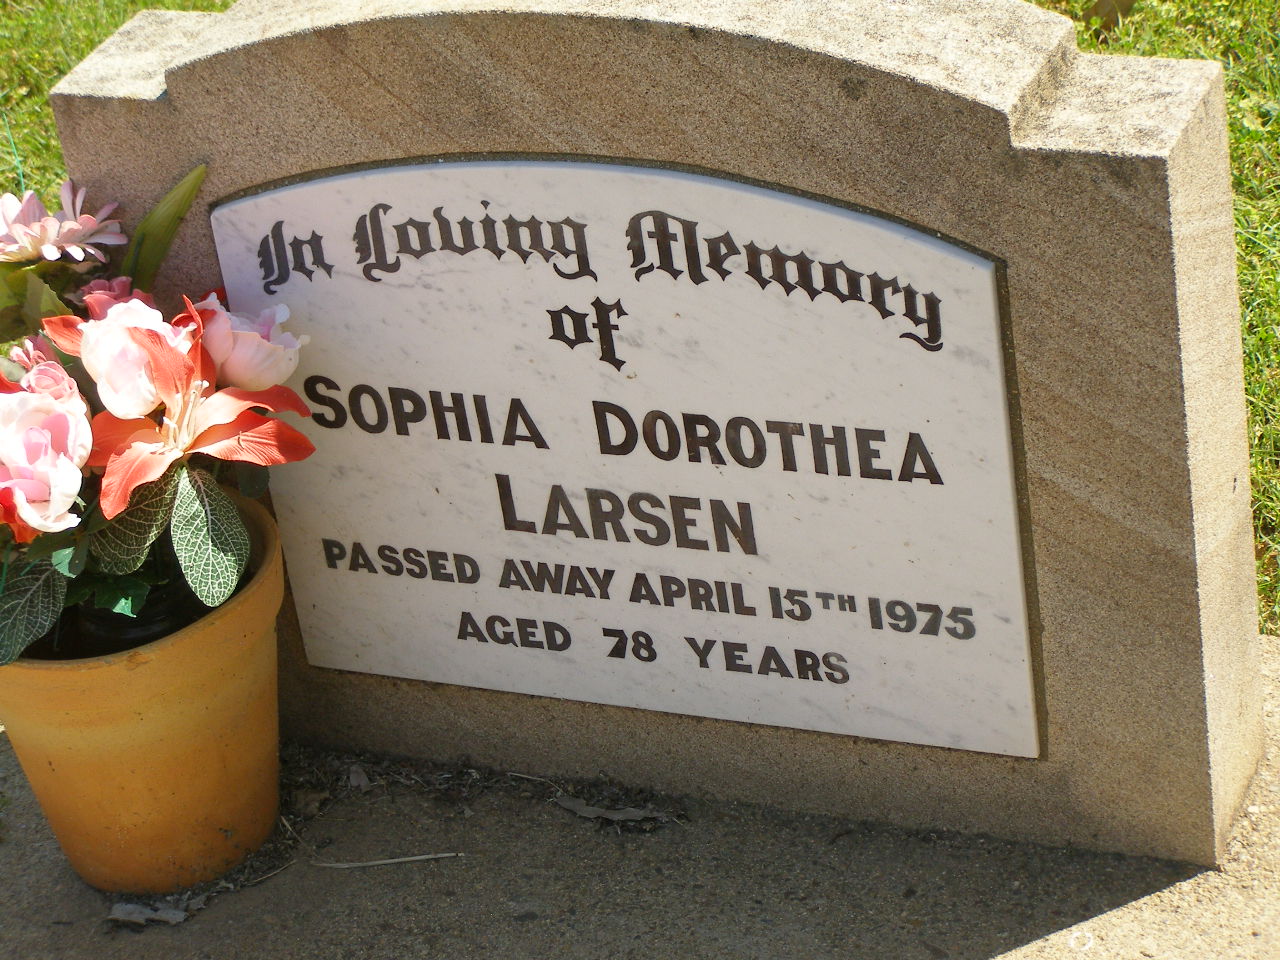 In Loving Memory
of
SOPHIA DOROTHEA
LARSEN
PASSED AWAY APRIL 15TH 1975
AGED 78 YEARS